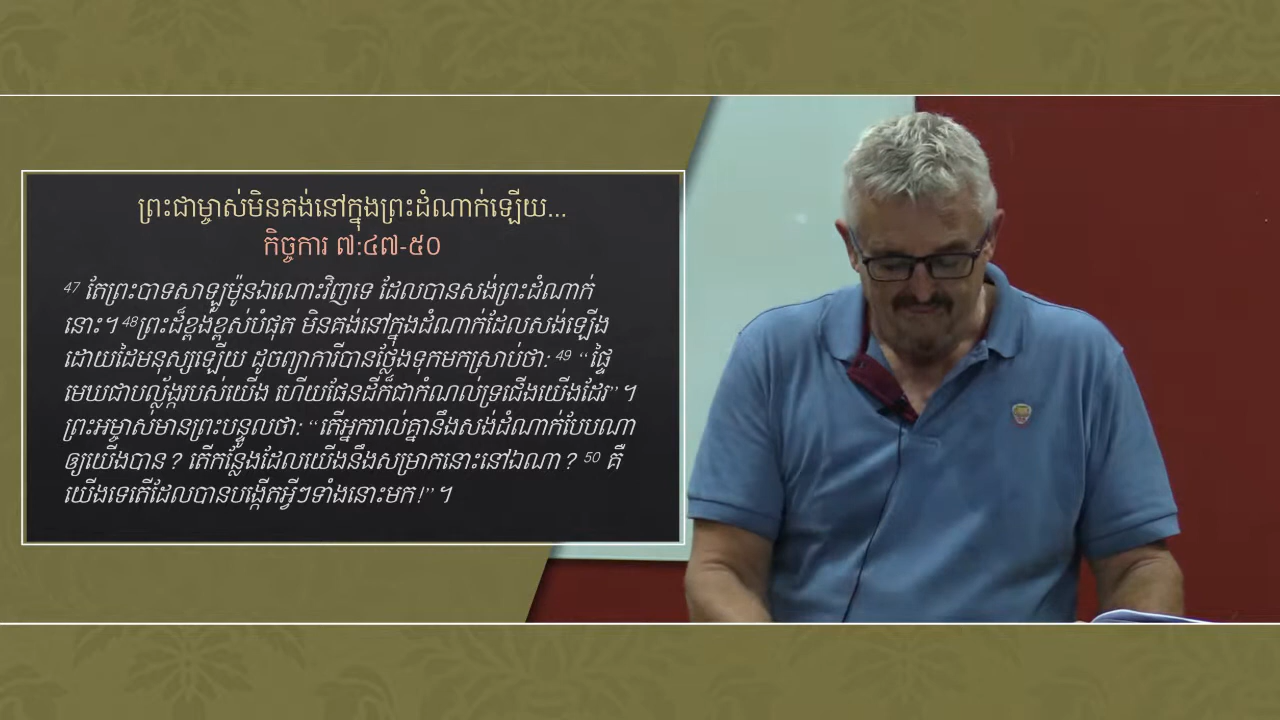 ព្រះជាម្ចាស់មិនគង់នៅក្នុងព្រះដំណាក់ឡើយ...
កិច្ចការ ៧:៤៧-៥០
47 តែព្រះបាទសាឡូម៉ូនឯណោះវិញទេ ដែលបានសង់ព្រះដំណាក់
នោះ។ 48ព្រះដ៏ខ្ពង់ខ្ពស់បំផុត មិនគង់នៅក្នុងដំណាក់ដែលសង់ឡើង
ដោយដៃមនុស្សឡើយ ដូចព្យាការីបានថ្លែងទុកមកស្រាប់ថា: 49 “ផ្ទៃ
មេឃជាបល្ល័ង្ករបស់យើង ហើយផែនដីក៏ជាកំណល់ទ្រជើងយើងដែរ”។
ព្រះអម្ចាស់មានព្រះបន្ទូលថា: “តើអ្នករាល់គ្នានឹងសង់ដំណាក់បែបណា
ឲ្យយើងបាន? តើកន្លែងដែលយើងនឹងសម្រាកនោះនៅឯណា? 50 គឺ
យើងទេតើដែលបានបង្កើតអ្វីៗទាំងនោះមក!”។